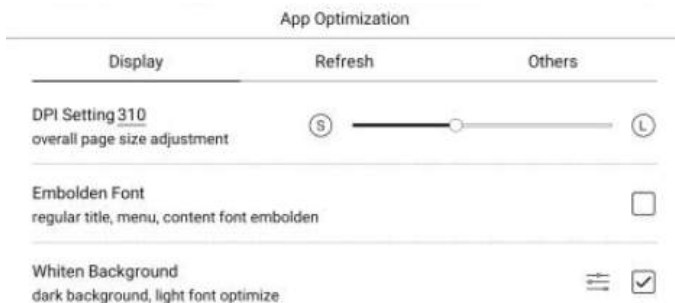 App Optimization
Display Refresh Others
DPI Setting 310
overall page size adjustment
S L
Embolden Font
regular title, menu, content font embolden
Whiten Background
dark background, light font optimize